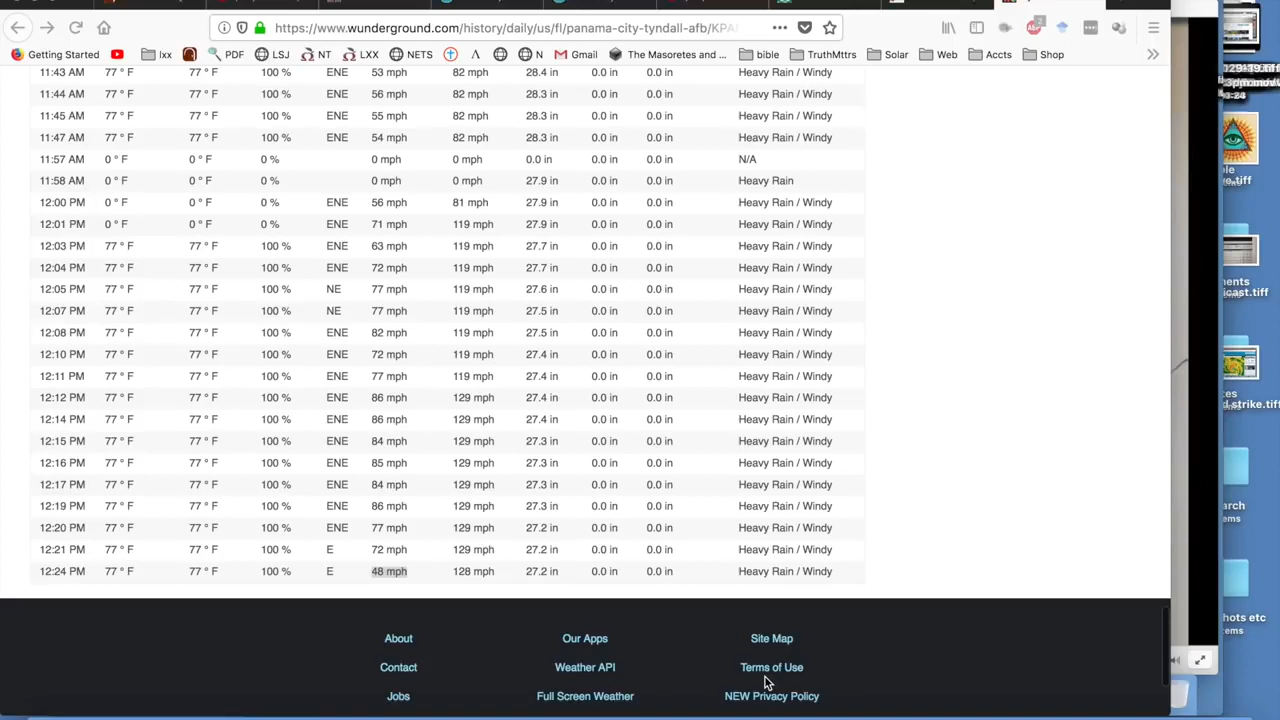 https://www.wunderground.com/history/daily/us/fl/panama-city-tyndall-afb/KPA
Getting Started lxx PDF LSJ NT LXX NETS Gmail The Masoretes and ... bible TruthMttrs Solar Web Accts Shop
11:43 AM 77 ° F 77 ° F 100 % ENE 53 mph 82 mph 28.4 in 0.0 in 0.0 in Heavy Rain / Windy
11:44 AM 77 ° F 77 ° F 100 % ENE 55 mph 82 mph 28.3 in 0.0 in 0.0 in Heavy Rain / Windy
11:45 AM 77 ° F 77 ° F 100 % ENE 55 mph 82 mph 28.3 in 0.0 in 0.0 in Heavy Rain / Windy
11:47 AM 77 ° F 77 ° F 100 % ENE 54 mph 82 mph 28.3 in 0.0 in 0.0 in Heavy Rain / Windy
11:57 AM 0 ° F 0 ° F 0 % 0 mph 0 mph 0.0 in 0.0 in 0.0 in N/A
11:58 AM 0 ° F 0 ° F 0 % 0 mph 0 mph 27.9 in 0.0 in 0.0 in Heavy Rain
12:00 PM 0 ° F 0 ° F 0 % ENE 56 mph 81 mph 27.9 in 0.0 in 0.0 in Heavy Rain / Windy
12:01 PM 0 ° F 0 ° F 0 % ENE 71 mph 119 mph 27.9 in 0.0 in 0.0 in Heavy Rain / Windy
12:03 PM 77 ° F 77 ° F 100 % ENE 63 mph 119 mph 27.7 in 0.0 in 0.0 in Heavy Rain / Windy
12:04 PM 77 ° F 77 ° F 100 % ENE 72 mph 119 mph 27.7 in 0.0 in 0.0 in Heavy Rain / Windy
12:05 PM 77 ° F 77 ° F 100 % NE 77 mph 119 mph 27.6 in 0.0 in 0.0 in Heavy Rain / Windy
12:07 PM 77 ° F 77 ° F 100 % NE 77 mph 119 mph 27.5 in 0.0 in 0.0 in Heavy Rain / Windy
12:08 PM 77 ° F 77 ° F 100 % ENE 82 mph 119 mph 27.5 in 0.0 in 0.0 in Heavy Rain / Windy
12:10 PM 77 ° F 77 ° F 100 % ENE 72 mph 119 mph 27.4 in 0.0 in 0.0 in Heavy Rain / Windy
12:11 PM 77 ° F 77 ° F 100 % ENE 77 mph 119 mph 27.4 in 0.0 in 0.0 in Heavy Rain / Windy
12:12 PM 77 ° F 77 ° F 100 % ENE 86 mph 129 mph 27.4 in 0.0 in 0.0 in Heavy Rain / Windy
12:14 PM 77 ° F 77 ° F 100 % ENE 86 mph 129 mph 27.4 in 0.0 in 0.0 in Heavy Rain / Windy
12:15 PM 77 ° F 77 ° F 100 % ENE 84 mph 129 mph 27.3 in 0.0 in 0.0 in Heavy Rain / Windy
12:16 PM 77 ° F 77 ° F 100 % ENE 85 mph 129 mph 27.3 in 0.0 in 0.0 in Heavy Rain / Windy
12:17 PM 77 ° F 77 ° F 100 % ENE 84 mph 129 mph 27.3 in 0.0 in 0.0 in Heavy Rain / Windy
12:19 PM 77 ° F 77 ° F 100 % ENE 86 mph 129 mph 27.3 in 0.0 in 0.0 in Heavy Rain / Windy
12:20 PM 77 ° F 77 ° F 100 % ENE 77 mph 129 mph 27.2 in 0.0 in 0.0 in Heavy Rain / Windy
12:21 PM 77 ° F 77 ° F 100 % E 72 mph 129 mph 27.2 in 0.0 in 0.0 in Heavy Rain / Windy
12:24 PM 77 ° F 77 ° F 100 % E 48 mph 128 mph 27.2 in 0.0 in 0.0 in Heavy Rain / Windy
About Our Apps Site Map
Contact Weather API Terms of Use
Jobs Full Screen Weather NEW Privacy Policy
ve.tiff
ments
icast.tiff
tes
d strike.tiff
arch
ems
hots etc
ems